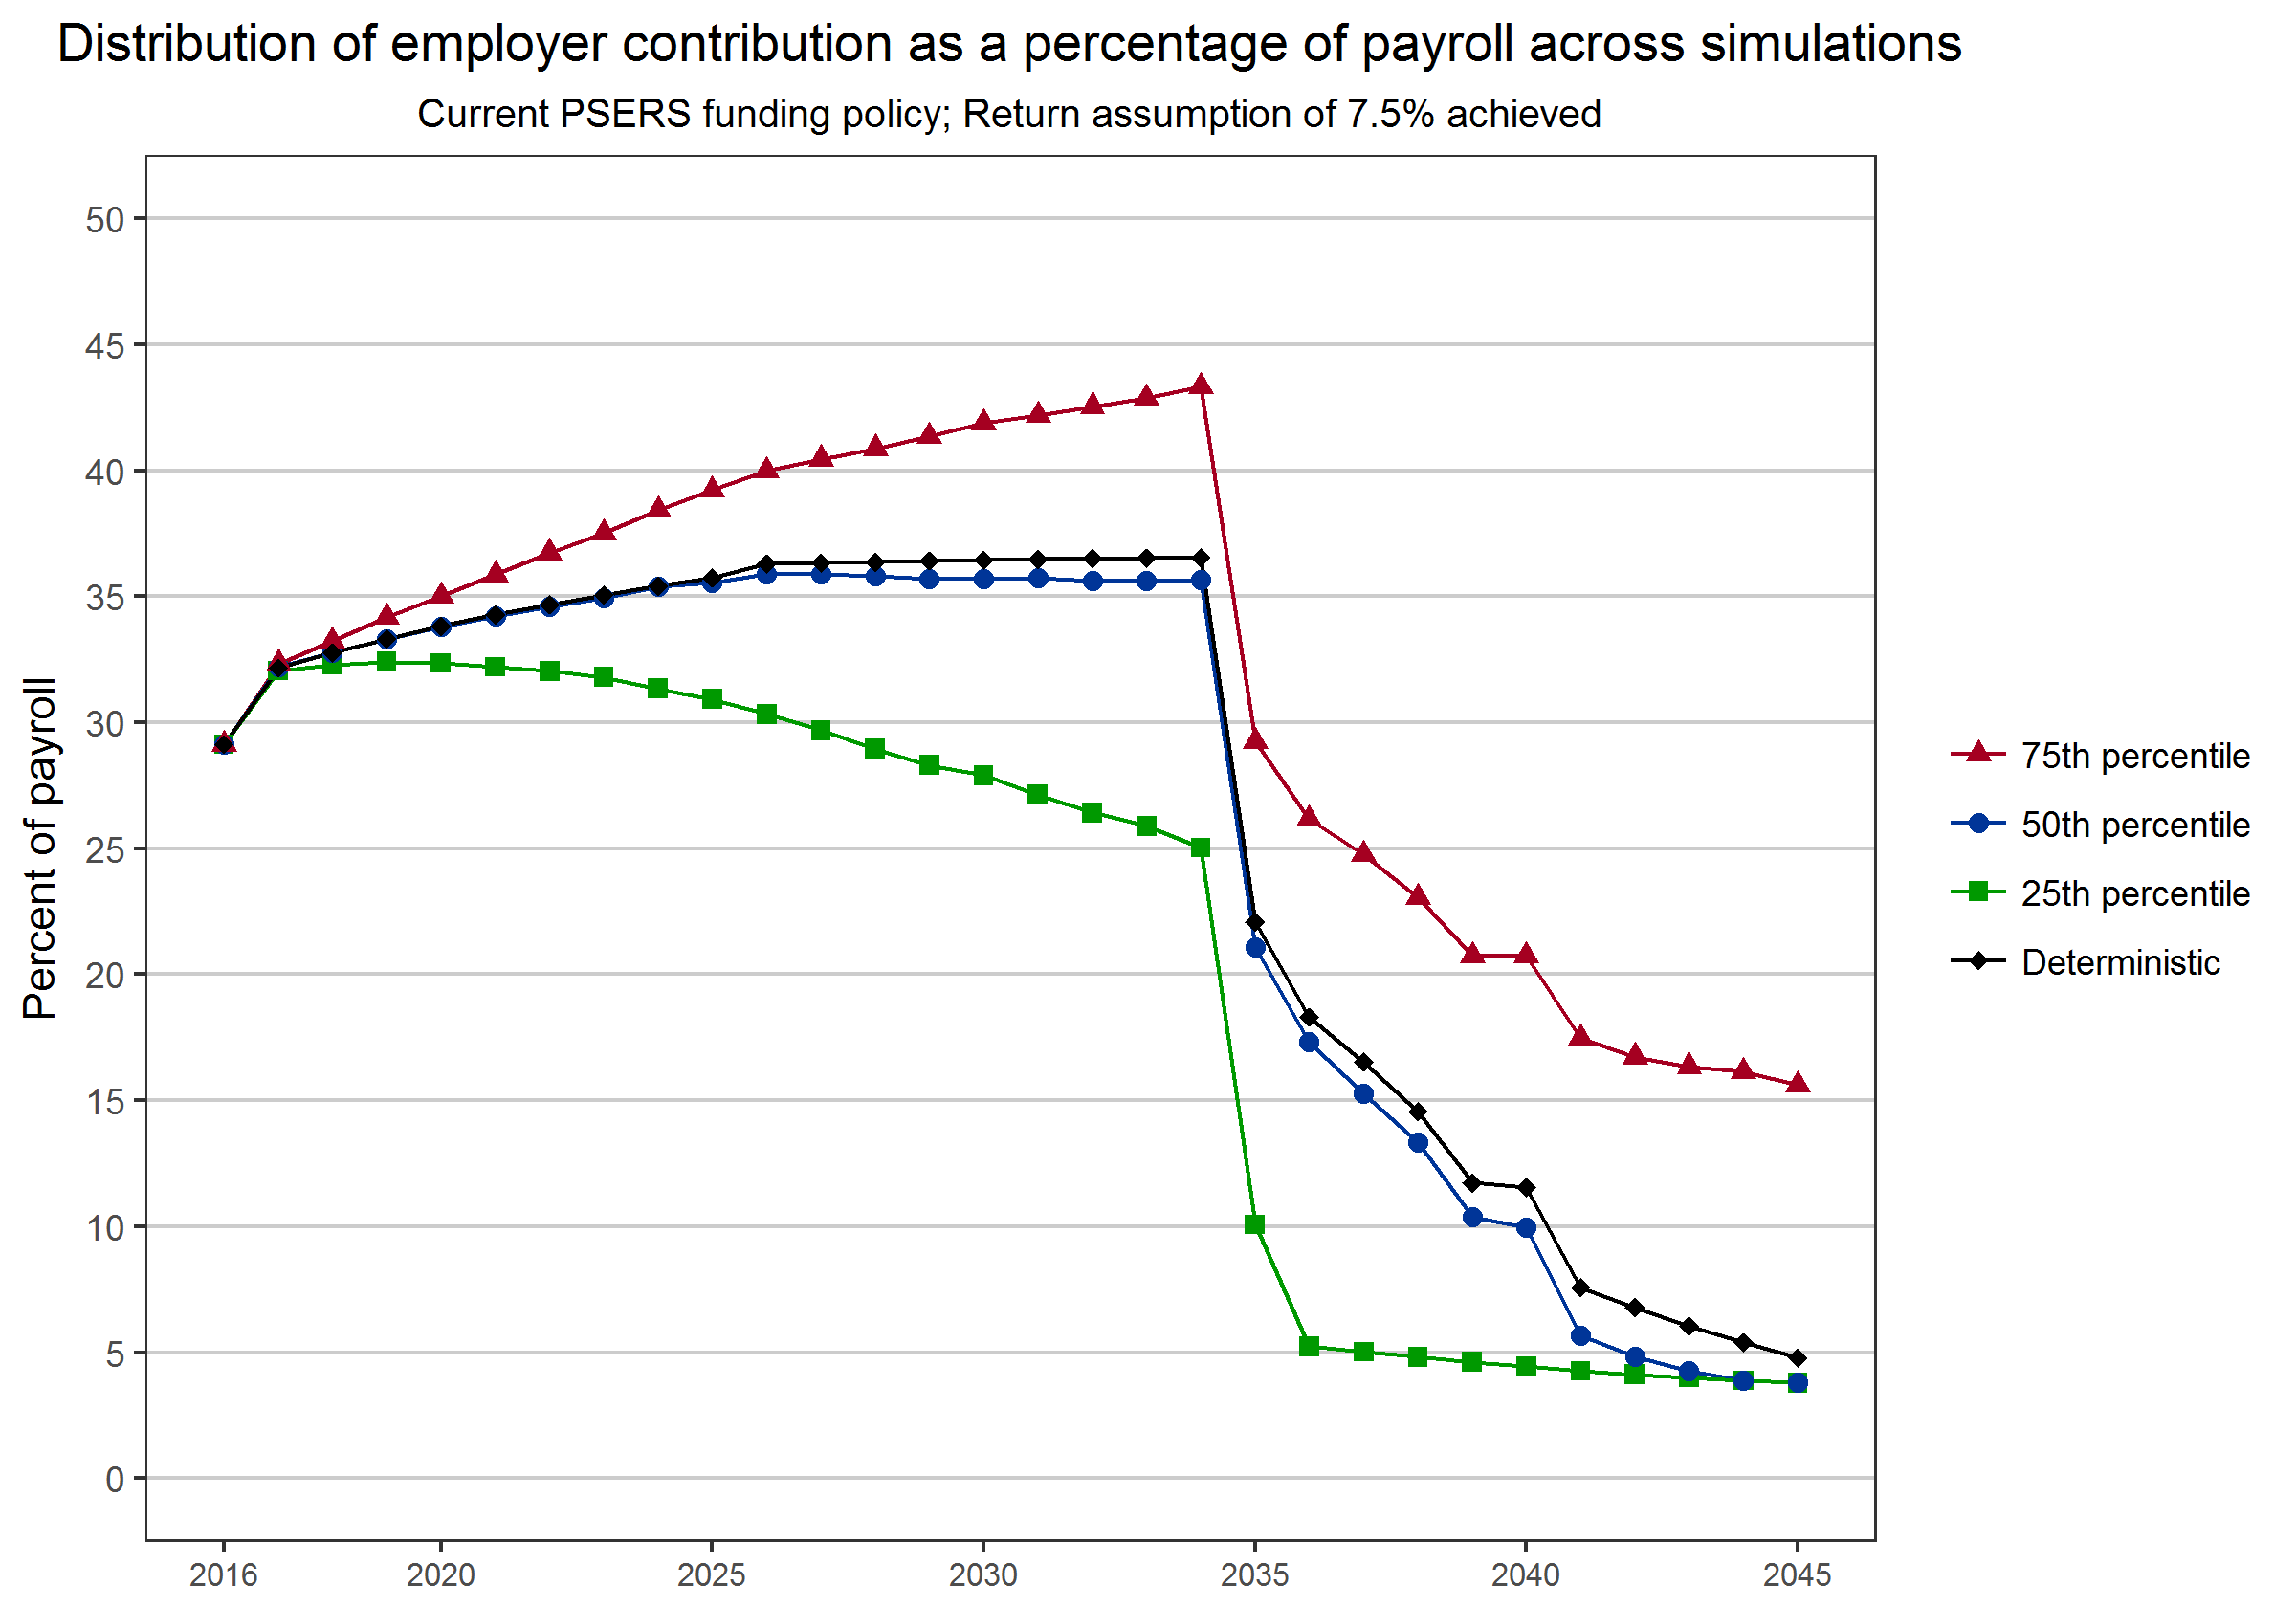 Distribution of employer contribution as a percentage of payroll across simulations
Current PSERS funding policy; Return assumption of 7.5% achieved
Percent of payroll
50
45
40
35
30
25
20
15
10
5
0
2016 2020 2025 2030 2035 2040 2045
75th percentile
50th percentile
25th percentile
Deterministic